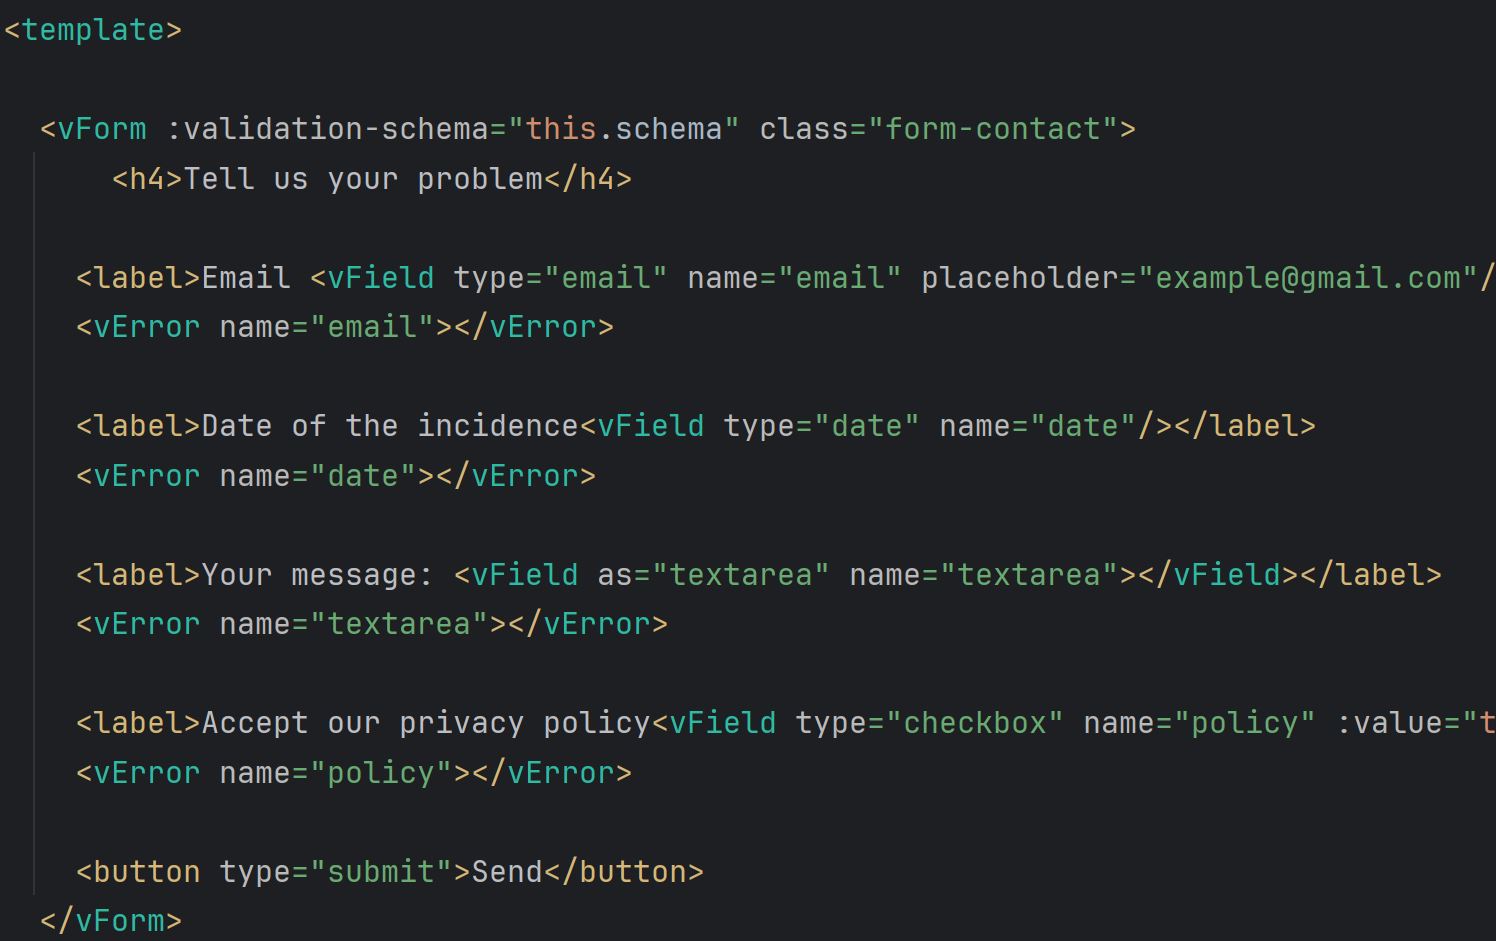 <template>
<vForm :validation-schema="this.schema" class="form-contact">
<h4>Tell us your problem</h4>
<label>Email <vField type="email" name="email" placeholder="example@gmail.com"/
<vError name="email"></vError>
<label>Date of the incidence<vField type="date" name="date"/></label>
<vError name="date"></vError>
<label>Your message: <vField as="textarea" name="textarea"></vField></label>
<vError name="textarea"></vError>
<label>Accept our privacy policy<vField type="checkbox" name="policy" :value="t
<vError name="policy"></vError>
<button type="submit">Send</button>
</vForm>